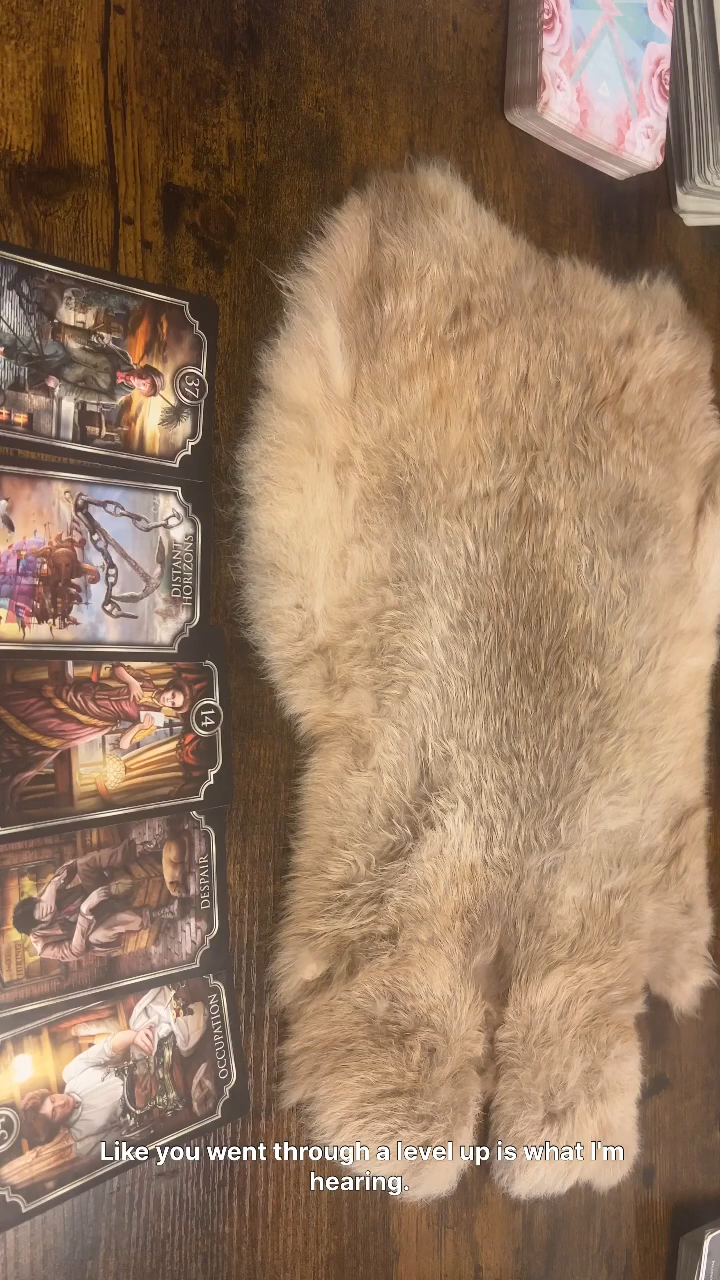 37
DISTANT
HORIZONS
14
DESPAIR
OCCUPATION
Like you went through a level up is what I'm
hearing.